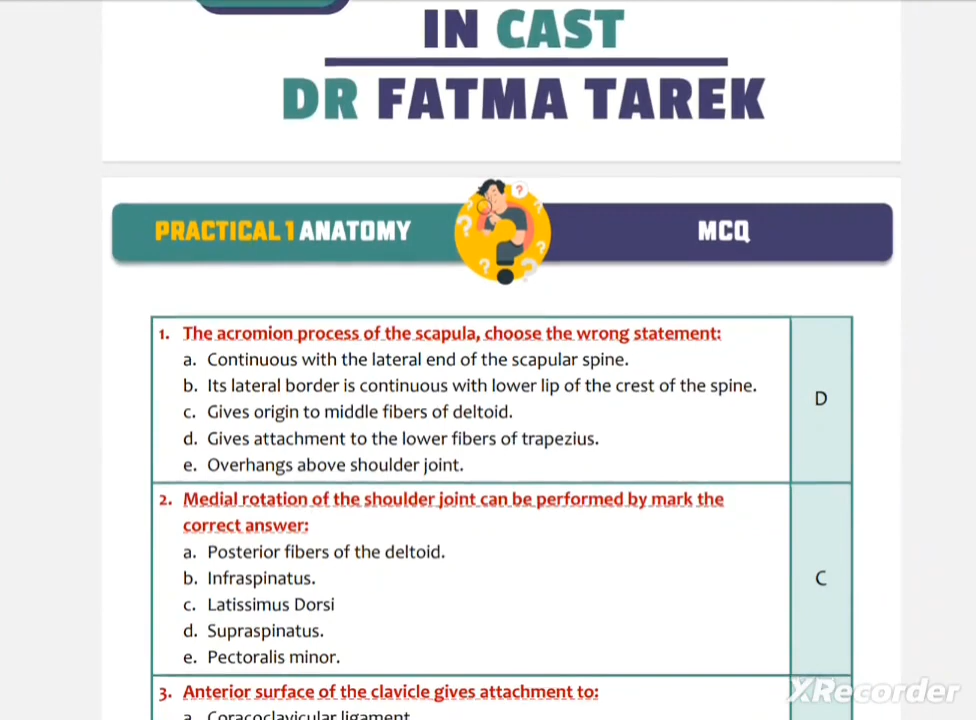 IN CAST
DR FATMA TAREK
PRACTICAL 1 ANATOMY
MCQ
1. The acromion process of the scapula, choose the wrong statement:
a. Continuous with the lateral end of the scapular spine.
b. Its lateral border is continuous with lower lip of the crest of the spine.
c. Gives origin to middle fibers of deltoid.
d. Gives attachment to the lower fibers of trapezius.
e. Overhangs above shoulder joint.
D
2. Medial rotation of the shoulder joint can be performed by mark the
correct answer:
a. Posterior fibers of the deltoid.
b. Infraspinatus.
c. Latissimus Dorsi
d. Supraspinatus.
e. Pectoralis minor.
C
3. Anterior surface of the clavicle gives attachment to:
a. Coracoclavicular ligament
XRecorder